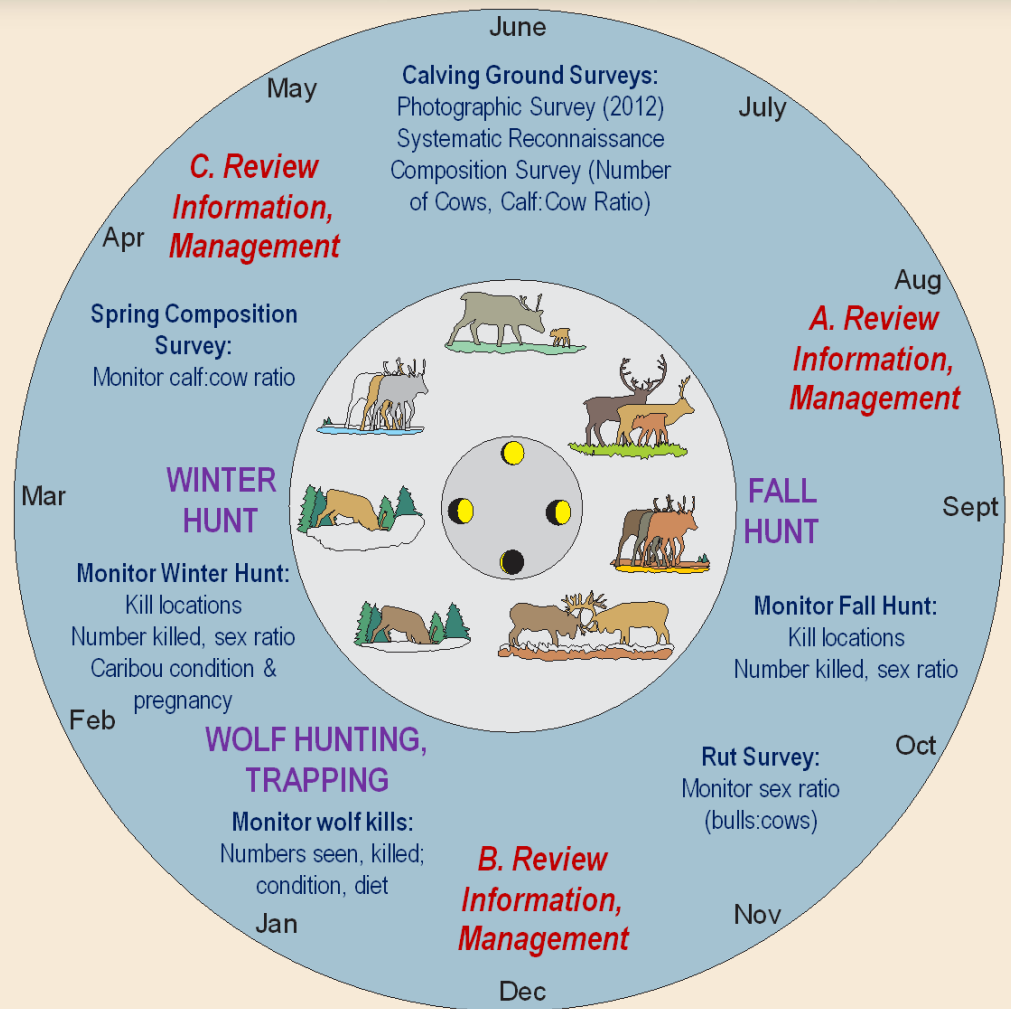 June
Calving Ground Surveys:
Photographic Survey (2012)
Systematic Reconnaissance
Composition Survey (Number
of Cows, Calf:Cow Ratio)
July
Aug
A. Review
Information,
Management
Sept
FALL
HUNT
Monitor Fall Hunt:
Kill locations
Number killed, sex ratio
Oct
Rut Survey:
Monitor sex ratio
(bulls:cows)
Nov
B. Review
Information,
Management
Dec
Jan
WOLF HUNTING,
TRAPPING
Monitor wolf kills:
Numbers seen, killed;
condition, diet
Feb
WINTER
HUNT
Monitor Winter Hunt:
Kill locations
Number killed, sex ratio
Caribou condition &
pregnancy
Mar
Spring Composition
Survey:
Monitor calf:cow ratio
Apr
C. Review
Information,
Management
May